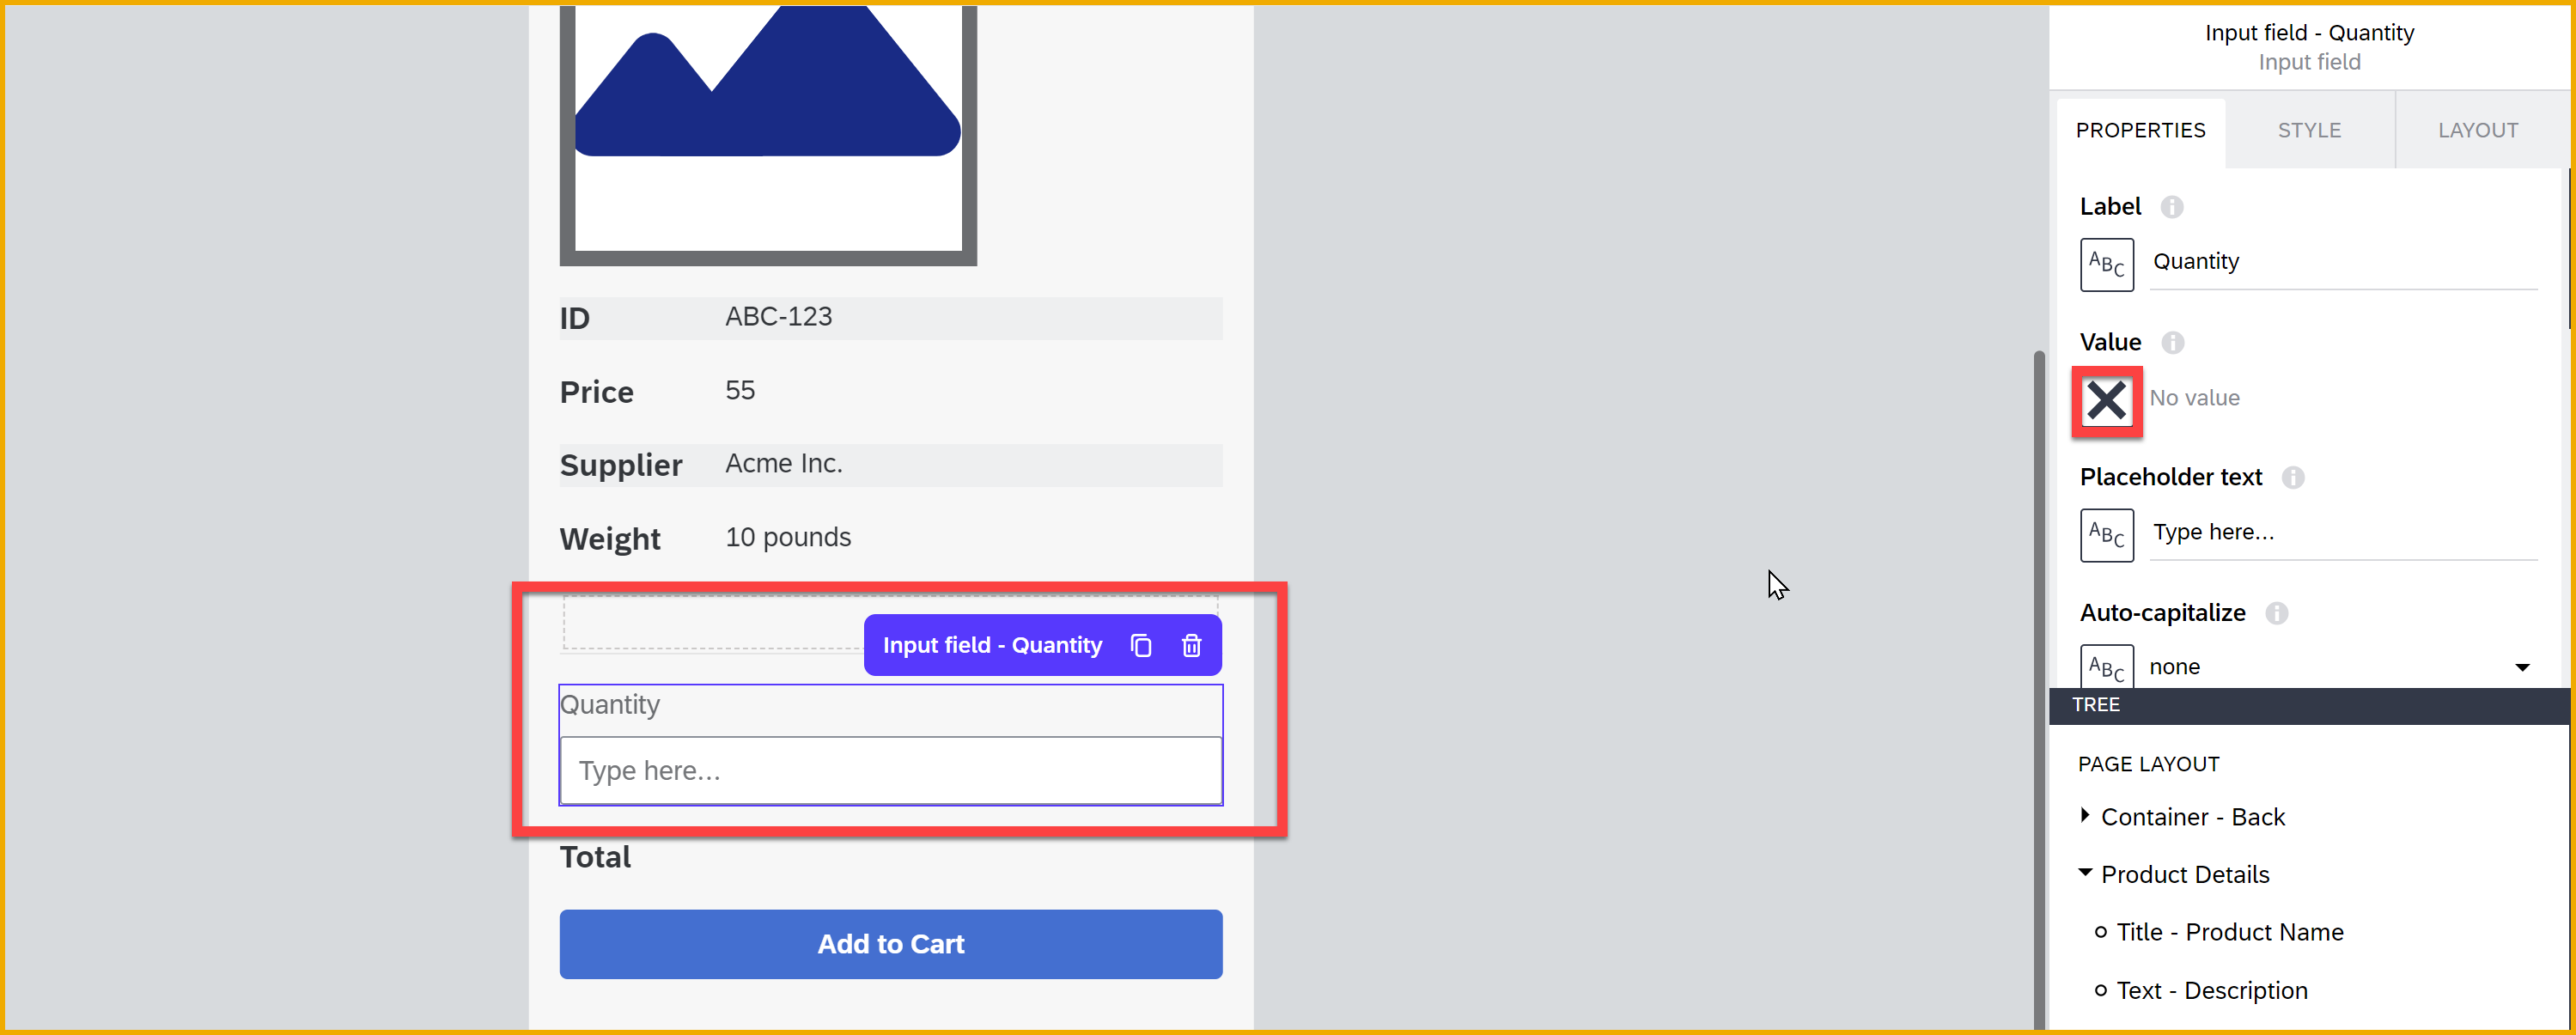 ID ABC-123
Price 55
Supplier Acme Inc.
Weight 10 pounds
Input field - Quantity
Quantity
Type here...
Total
Add to Cart
Input field - Quantity
Input field
PROPERTIES STYLE LAYOUT
Label
ABC Quantity
Value
No value
Placeholder text
ABC Type here...
Auto-capitalize
ABC none
TREE
PAGE LAYOUT
Container - Back
Product Details
Title - Product Name
Text - Description